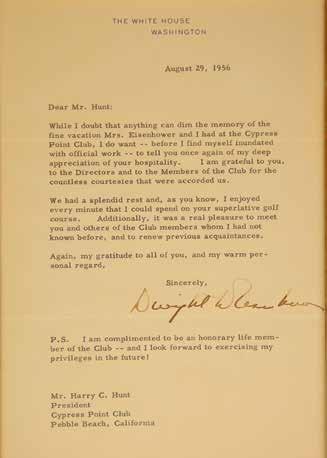 THE WHITE HOUSE
WASHINGTON
August 29, 1956
Dear Mr. Hunt:
While I doubt that anything can dim the memory of the
fine vacation Mrs. Eisenhower and I had at the Cypress
Point Club, I do want -- before I find myself inundated
with official work -- to tell you once again of my deep
appreciation of your hospitality. I am grateful to you,
to the Directors and to the Members of the Club for the
countless courtesies that were accorded us.
We had a splendid rest and, as you know, I enjoyed
every minute that I could spend on your superlative golf
course. Additionally, it was a real pleasure to meet
you and others of the Club members whom I had not
known before, and to renew previous acquaintances.
Again, my gratitude to all of you, and my warm per-
sonal regard,
Sincerely,
Dwight D Eisenhower
P.S. I am complimented to be an honorary life mem-
ber of the Club -- and I look forward to exercising my
privileges in the future!
Mr. Harry C. Hunt
President
Cypress Point Club
Pebble Beach, California